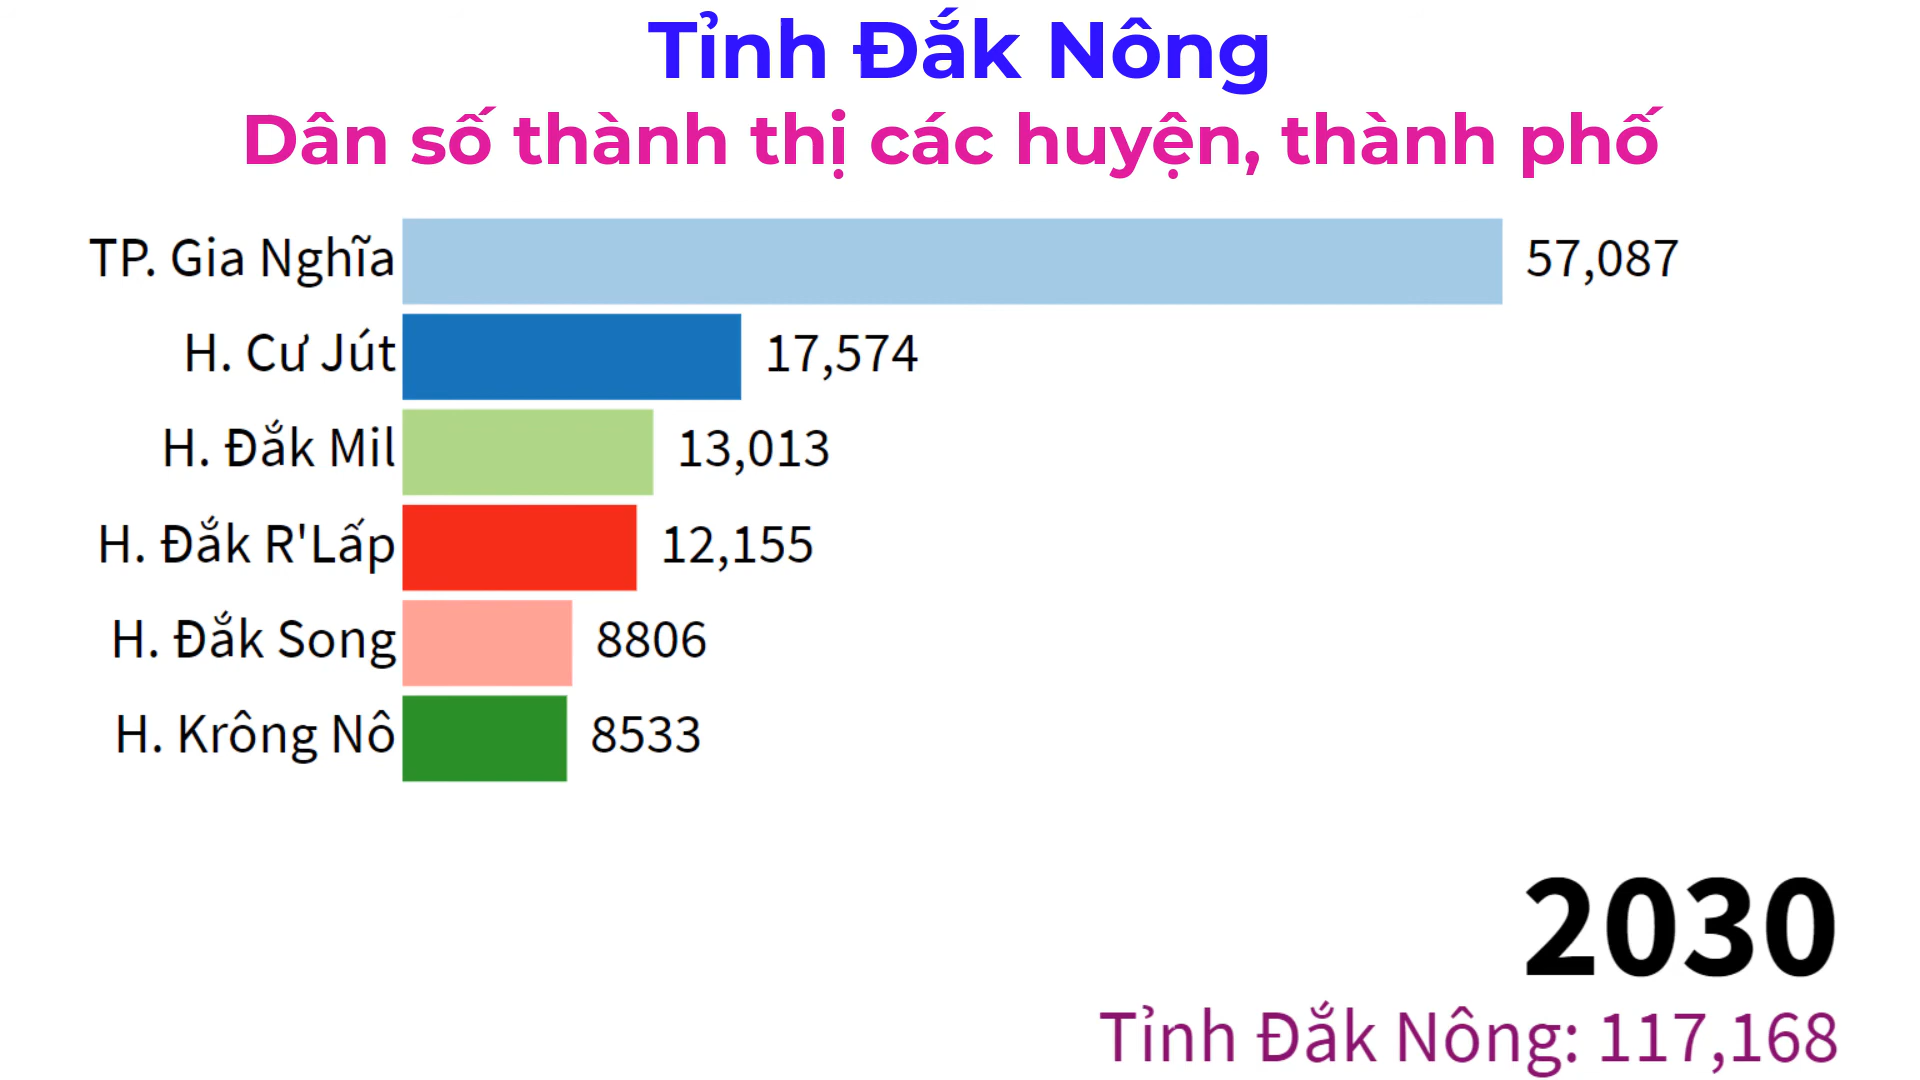 Tỉnh Đắk Nông
Dân số thành thị các huyện, thành phố
TP. Gia Nghĩa 57,087
H. Cư Jút 17,574
H. Đắk Mil 13,013
H. Đắk R'Lấp 12,155
H. Đắk Song 8806
H. Krông Nô 8533
2030
Tỉnh Đắk Nông: 117,168